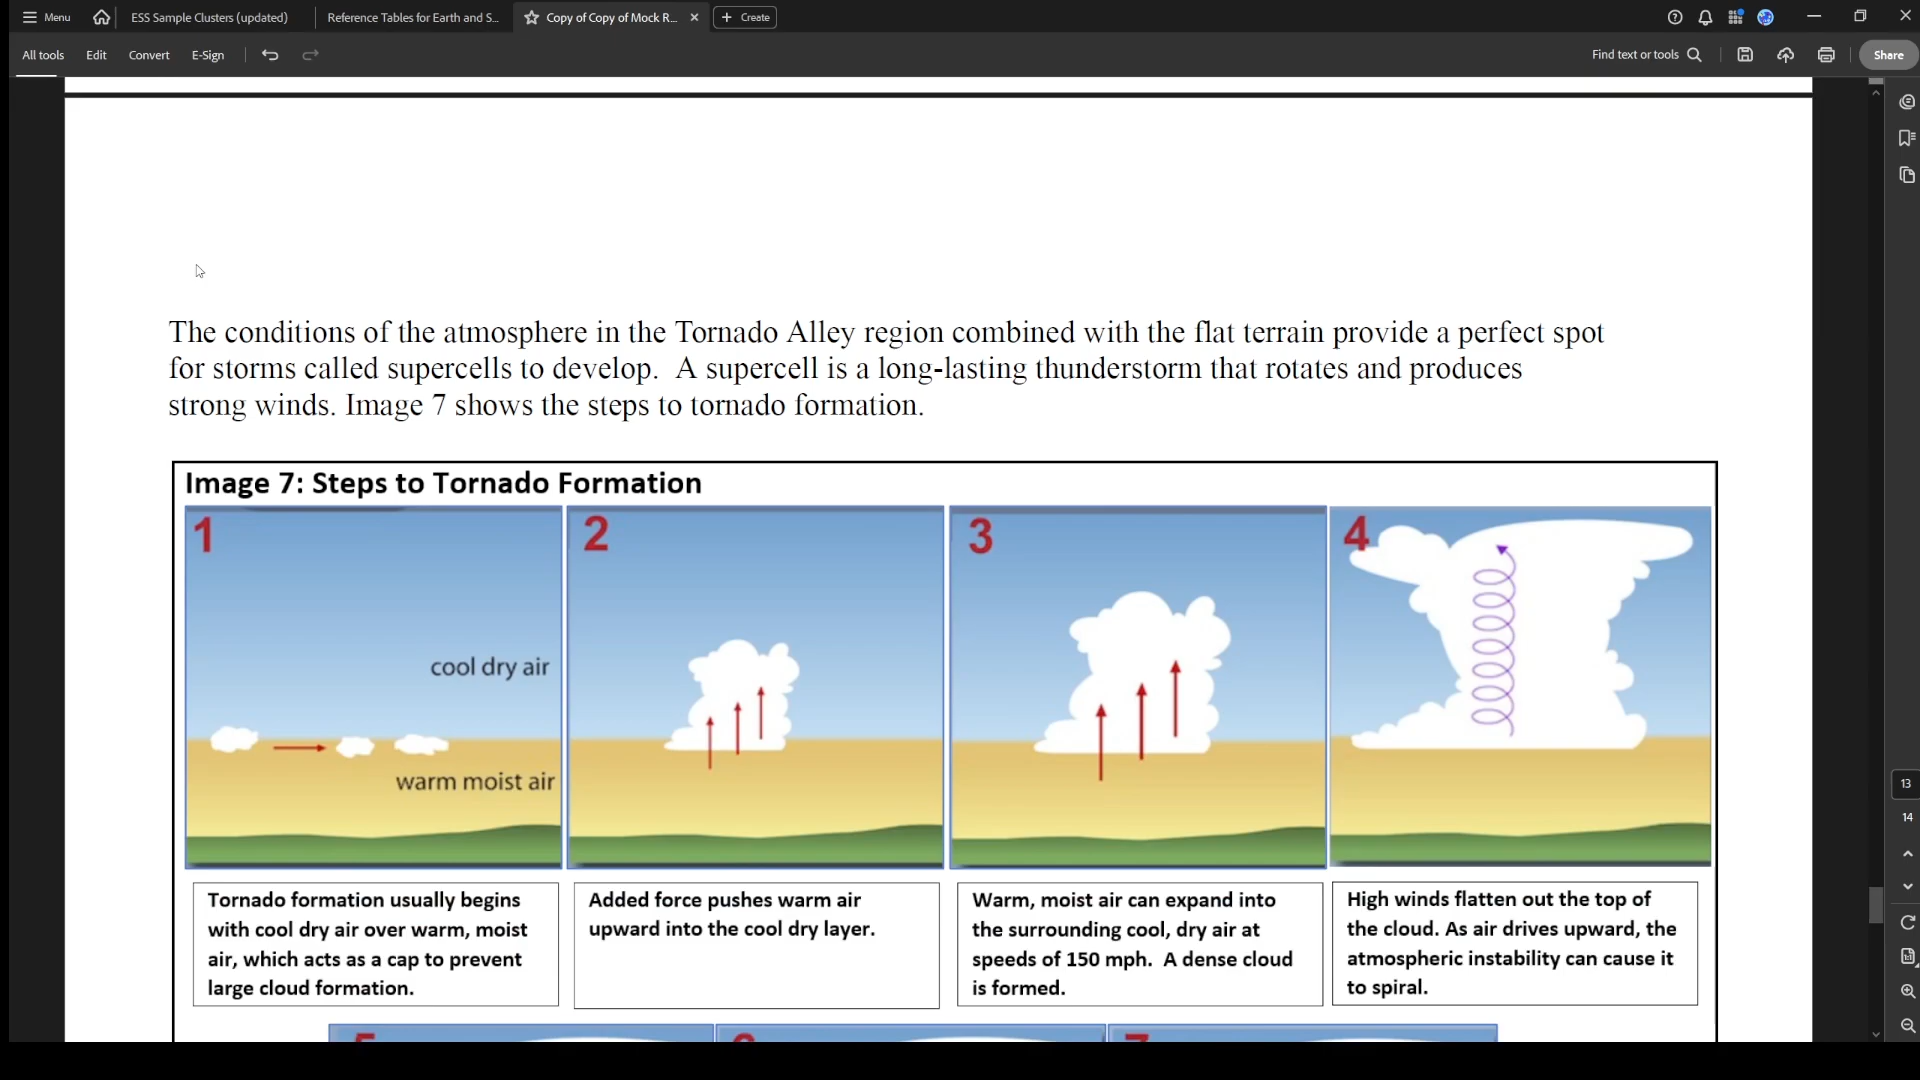 Menu
ESS Sample Clusters (updated)
Reference Tables for Earth and S...
Copy of Copy of Mock R...
Create
All tools
Edit
Convert
E-Sign
Find text or tools
Share
The conditions of the atmosphere in the Tornado Alley region combined with the flat terrain provide a perfect spot
for storms called supercells to develop. A supercell is a long-lasting thunderstorm that rotates and produces
strong winds. Image 7 shows the steps to tornado formation.
Image 7: Steps to Tornado Formation
1
cool dry air
warm moist air
2
3
4
Tornado formation usually begins
with cool dry air over warm, moist
air, which acts as a cap to prevent
large cloud formation.
Added force pushes warm air
upward into the cool dry layer.
Warm, moist air can expand into
the surrounding cool, dry air at
speeds of 150 mph. A dense cloud
is formed.
High winds flatten out the top of
the cloud. As air drives upward, the
atmospheric instability can cause it
to spiral.
5
6
7
13
14